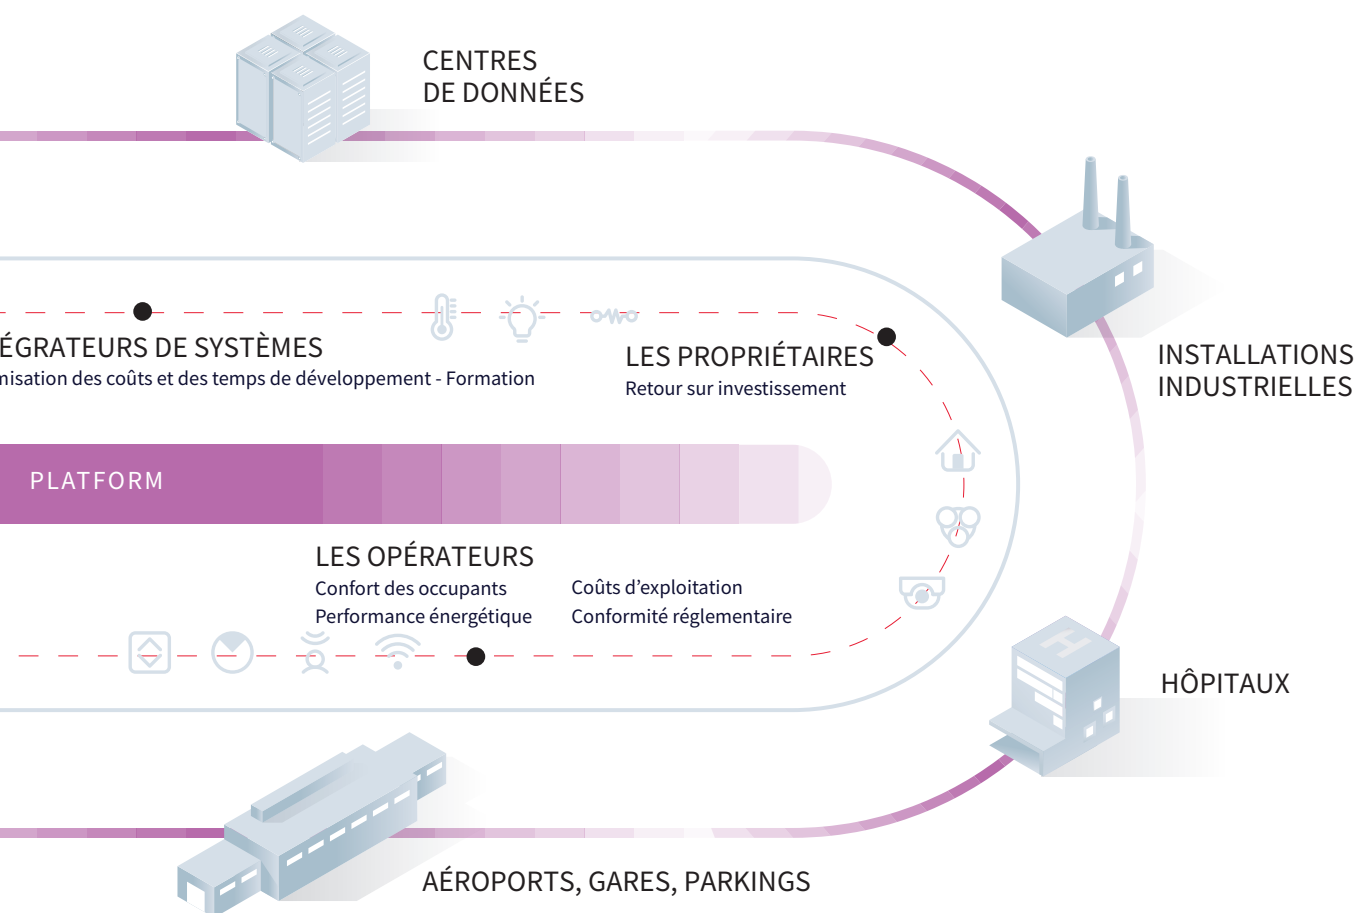 CENTRES
DE DONNÉES
INSTALLATIONS
INDUSTRIELLES
ÉGRATEURS DE SYSTÈMES
misation des coûts et des temps de développement - Formation
LES PROPRIÉTAIRES
Retour sur investissement
PLATFORM
LES OPÉRATEURS
Confort des occupants
Performance énergétique
Coûts d’exploitation
Conformité réglementaire
HÔPITAUX
H
AÉROPORTS, GARES, PARKINGS